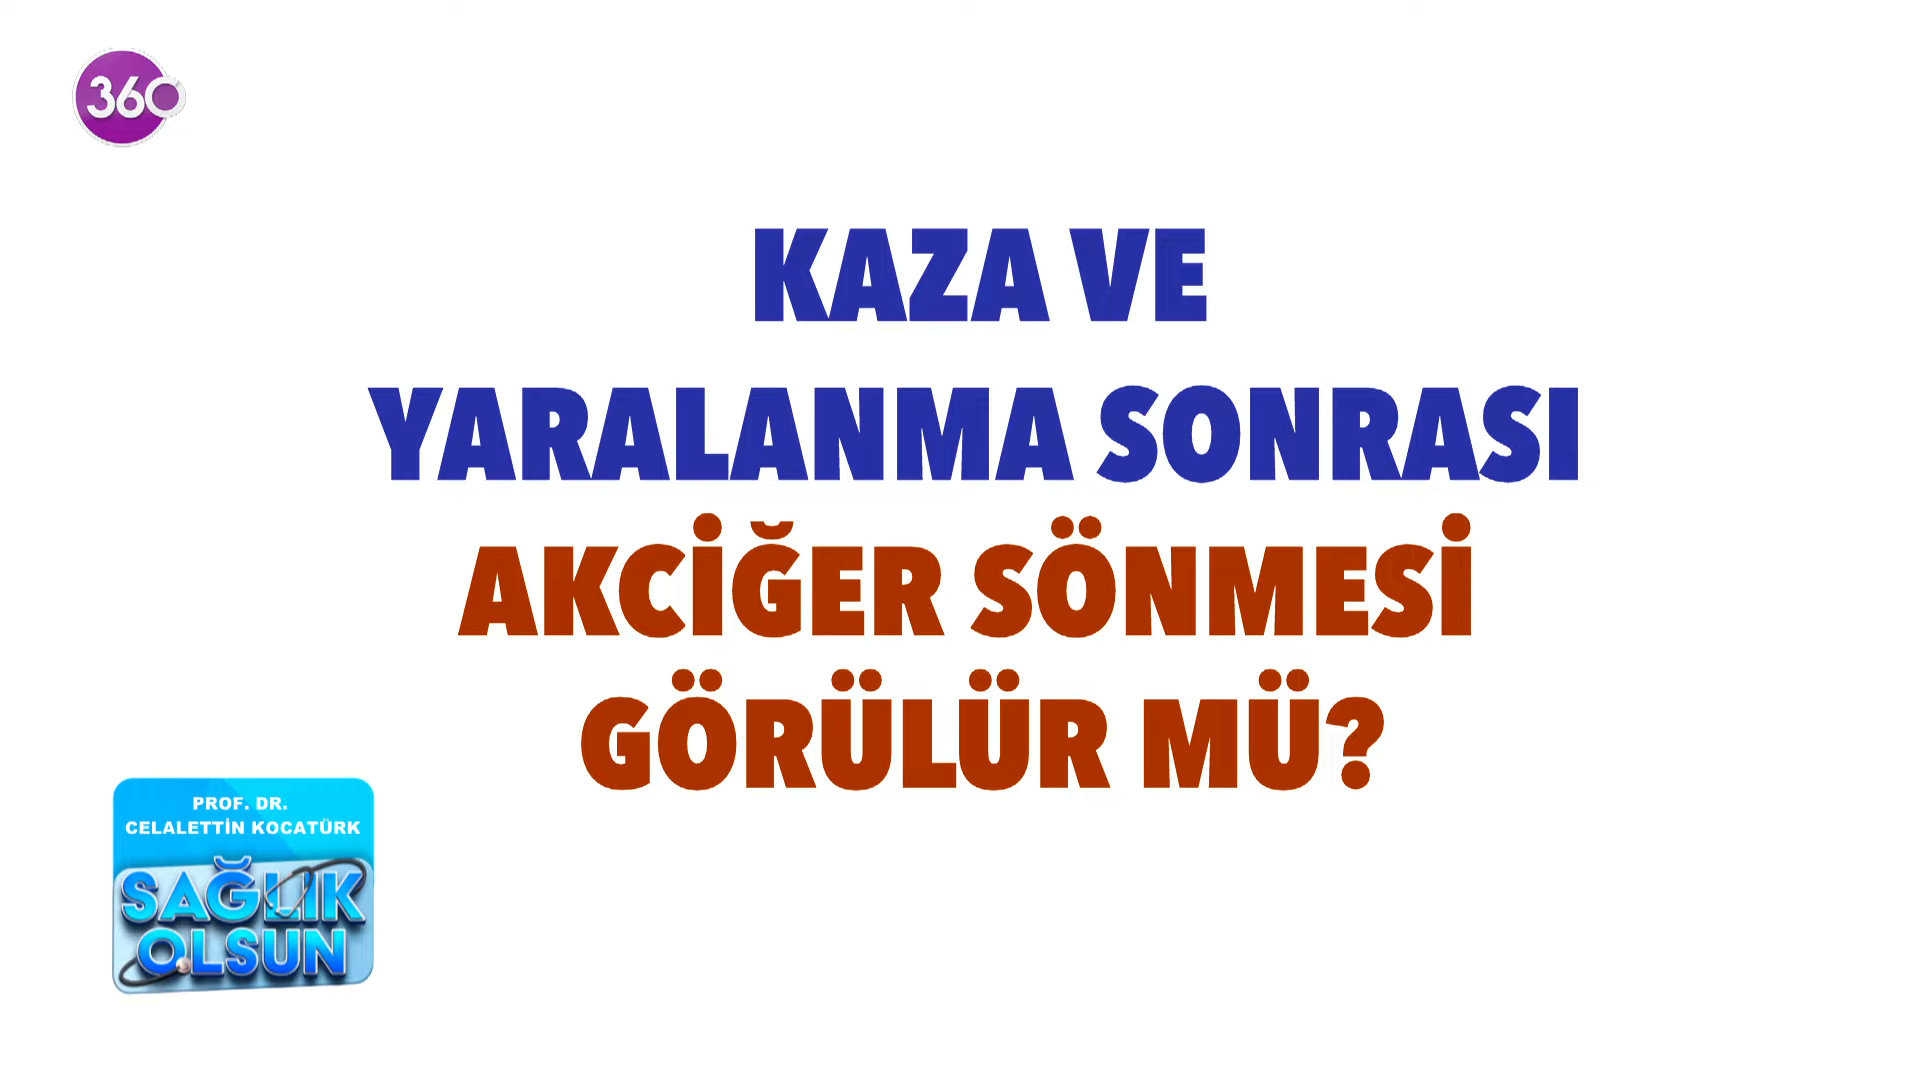 360
KAZA VE
YARALANMA SONRASI
AKCİĞER SÖNMESİ
GÖRÜLÜR MÜ?
PROF. DR.
CELALETTİN KOCATÜRK
SAĞLIK
OLSUN